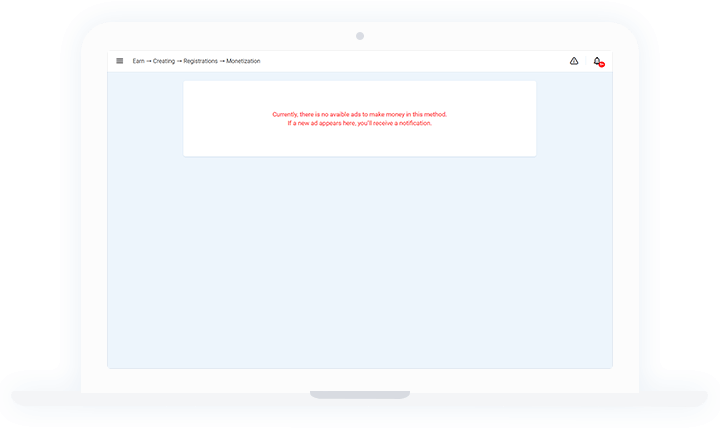 Earn → Creating → Registrations → Monetization
Currently, there is no avaible ads to make money in this method.
If a new ad appears here, you'll receive a notification.